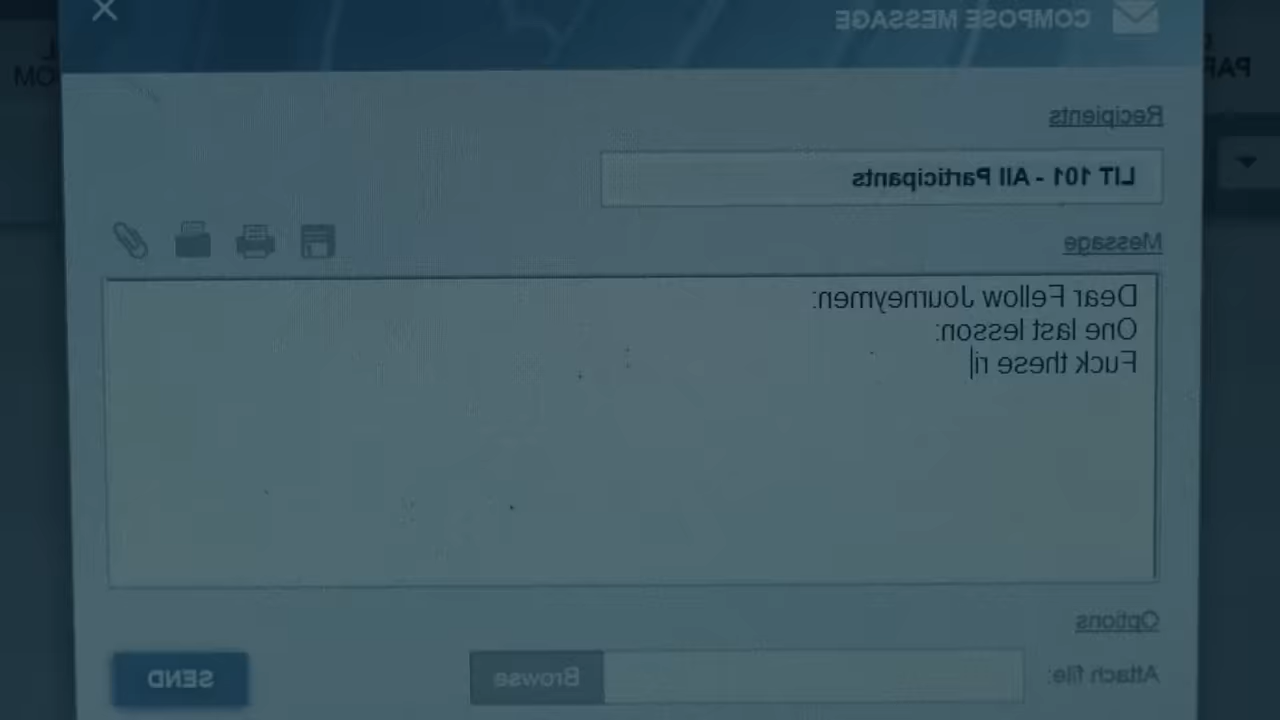 COMPOSE MESSAGE
Recipients
LIT 101 - All Participants
Message
Dear Fellow Journeymen:
One last lesson:
Fuck these ri
Options
Attach file:
Browse
SEND